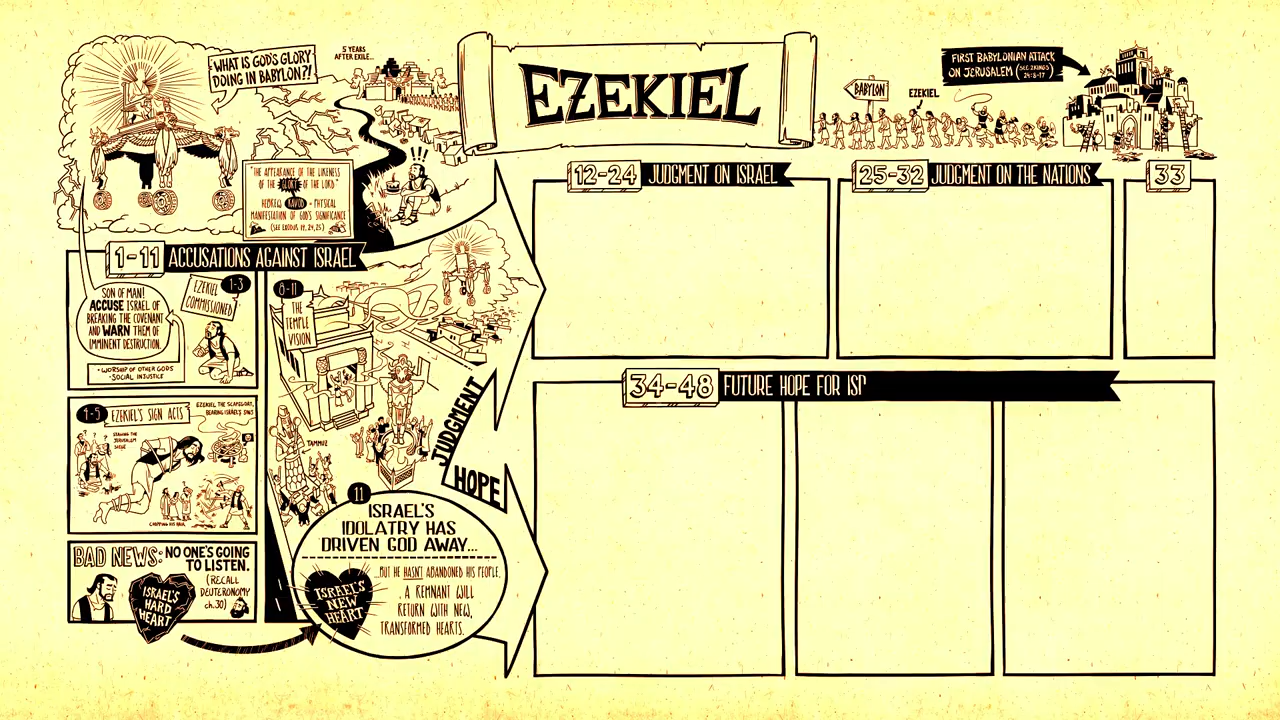 WHAT IS GOD'S GLORY
DOING IN BABYLON?!
5 YEARS
AFTER EXILE...
EZEKIEL
BABYLON
EZEKIEL
FIRST BABYLONIAN ATTACK
ON JERUSALEM (SEE 2KINGS
24:8-17)
!!
"THE APPEARANCE OF THE LIKENESS
OF THE GLORY OF THE LORD"
HEBREW KAVOD = PHYSICAL
MANIFESTATION OF GOD'S SIGNIFICANCE
(SEE EXODUS 19, 24, 25)
1-11 ACCUSATIONS AGAINST ISRAEL
SON OF MAN!
ACCUSE ISRAEL OF
BREAKING THE COVENANT
AND WARN THEM OF
IMMINENT DESTRUCTION.
• WORSHIP OF OTHER GODS
• SOCIAL INJUSTICE
EZEKIEL
COMMISSIONED
1-3
4-5 EZEKIEL'S SIGN ACTS
EZEKIEL THE SCAPEGOAT,
BEARING ISRAEL'S SINS
STAGING THE
JERUSALEM
SIEGE
? ? ?
CHOPPING HIS HAIR
BAD NEWS: NO ONE'S GOING
TO LISTEN.
(RECALL
DEUTERONOMY
ch.30)
ISRAEL'S
HARD
HEART
8-11
THE
TEMPLE
VISION
TAMMUZ
JUDGMENT
HOPE
11
ISRAEL'S
IDOLATRY HAS
DRIVEN GOD AWAY...
...BUT HE HASN'T ABANDONED HIS PEOPLE.
A REMNANT WILL
RETURN WITH NEW,
TRANSFORMED HEARTS.
ISRAEL'S
NEW
HEART
12-24 JUDGMENT ON ISRAEL
25-32 JUDGMENT ON THE NATIONS
33
34-48 FUTURE HOPE FOR ISR